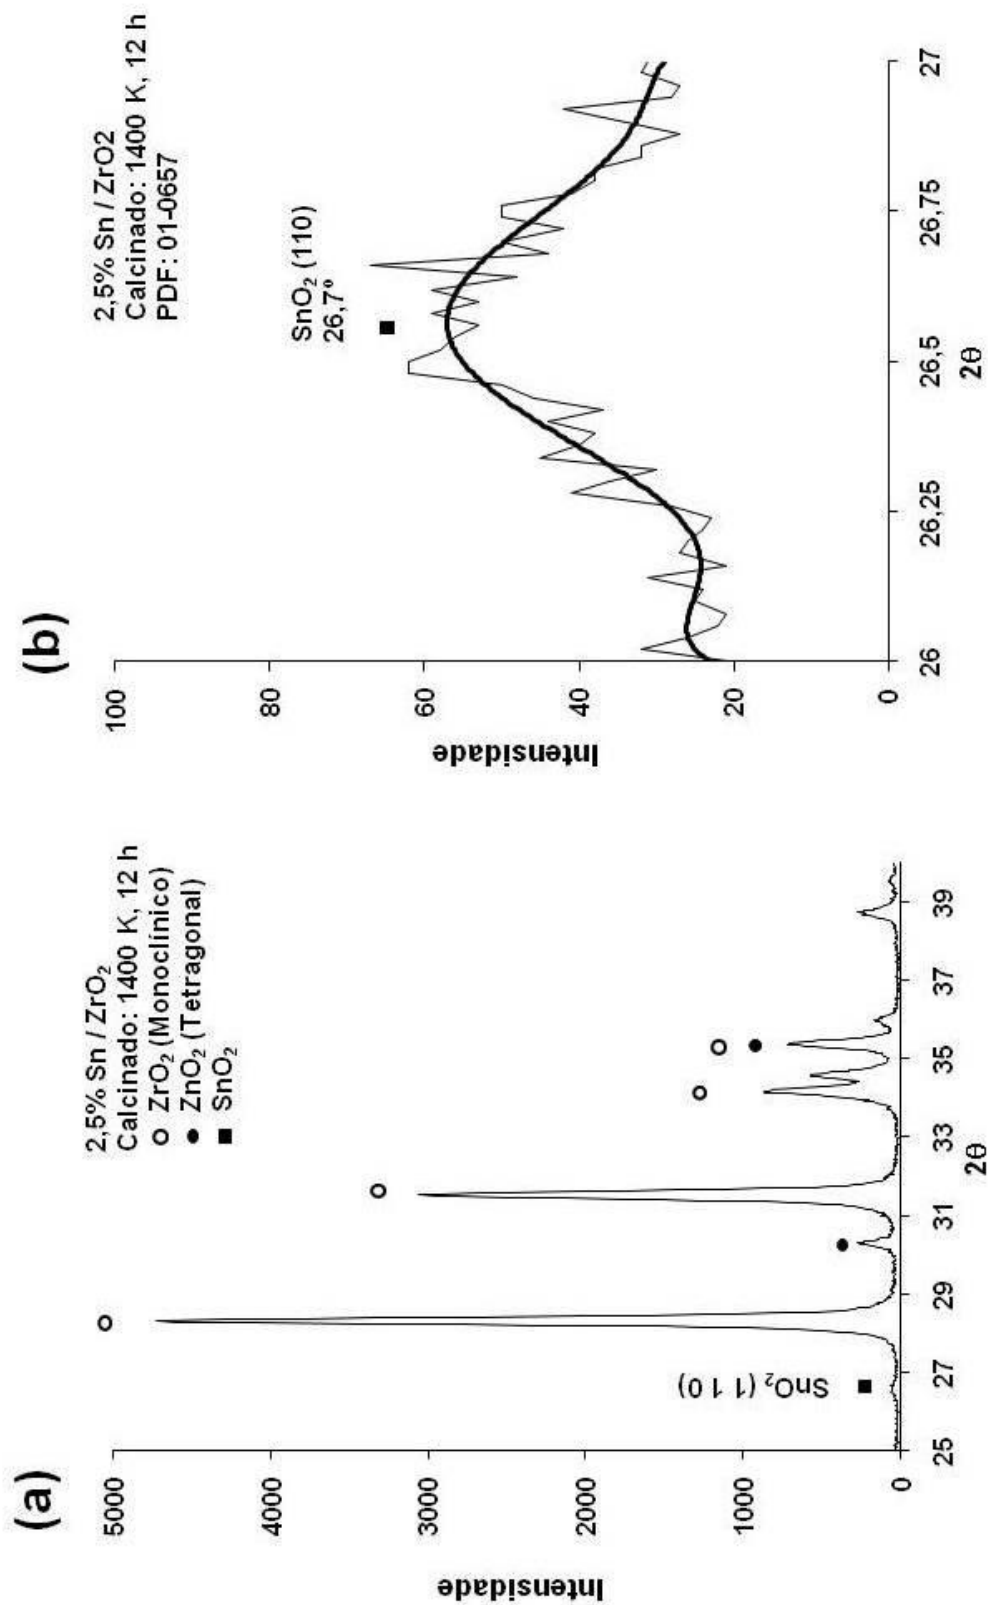 (a)
2,5% Sn / ZrO₂
Calcinado: 1400 K, 12 h
ZrO₂ (Monoclínico)
ZnO₂ (Tetragonal)
SnO₂
5000
4000
3000
2000
1000
0
Intensidade
SnO₂ (1 1 0)
25
27
29
31
33
35
37
39
2θ
(b)
2,5% Sn / ZrO2
Calcinado: 1400 K, 12 h
PDF: 01-0657
SnO₂ (110)
26,7º
100
80
60
40
20
0
Intensidade
26
26,25
26,5
26,75
27
2θ